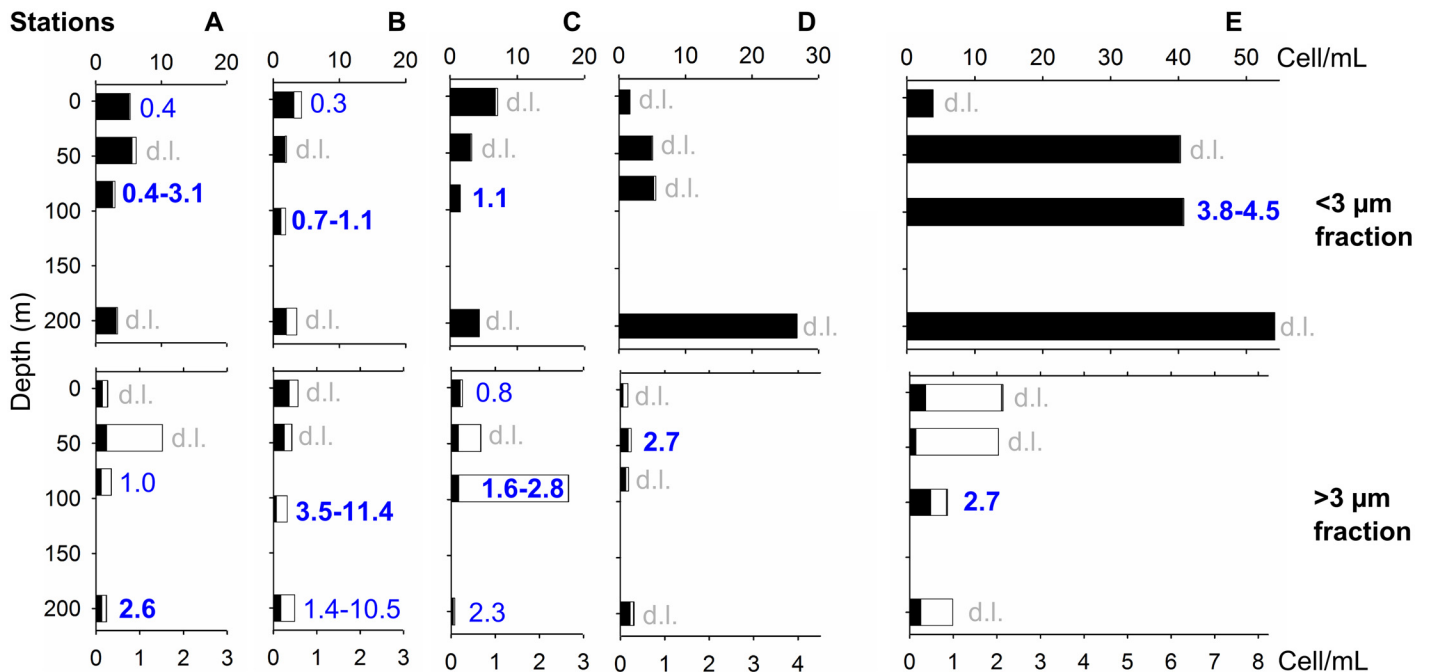 Stations A B C D E
0 10 20 0 10 20 0 10 20 0 10 20 30 0 10 20 30 40 50 Cell/mL
0 0.4 0.3 d.l. d.l. d.l.
50 d.l. d.l. d.l. d.l. d.l.
0.4-3.1 1.1 d.l.
100 0.7-1.1 3.8-4.5 <3 µm
fraction
150
200 d.l. d.l. d.l. d.l. d.l.
Depth (m)
0 d.l. d.l. 0.8 d.l. d.l.
50 d.l. d.l. d.l. 2.7 d.l.
1.0 1.6-2.8 d.l.
100 3.5-11.4 2.7 >3 µm
fraction
150
200 2.6 1.4-10.5 2.3 d.l. d.l.
0 1 2 3 0 1 2 3 0 1 2 3 0 1 2 3 4 0 1 2 3 4 5 6 7 8 Cell/mL